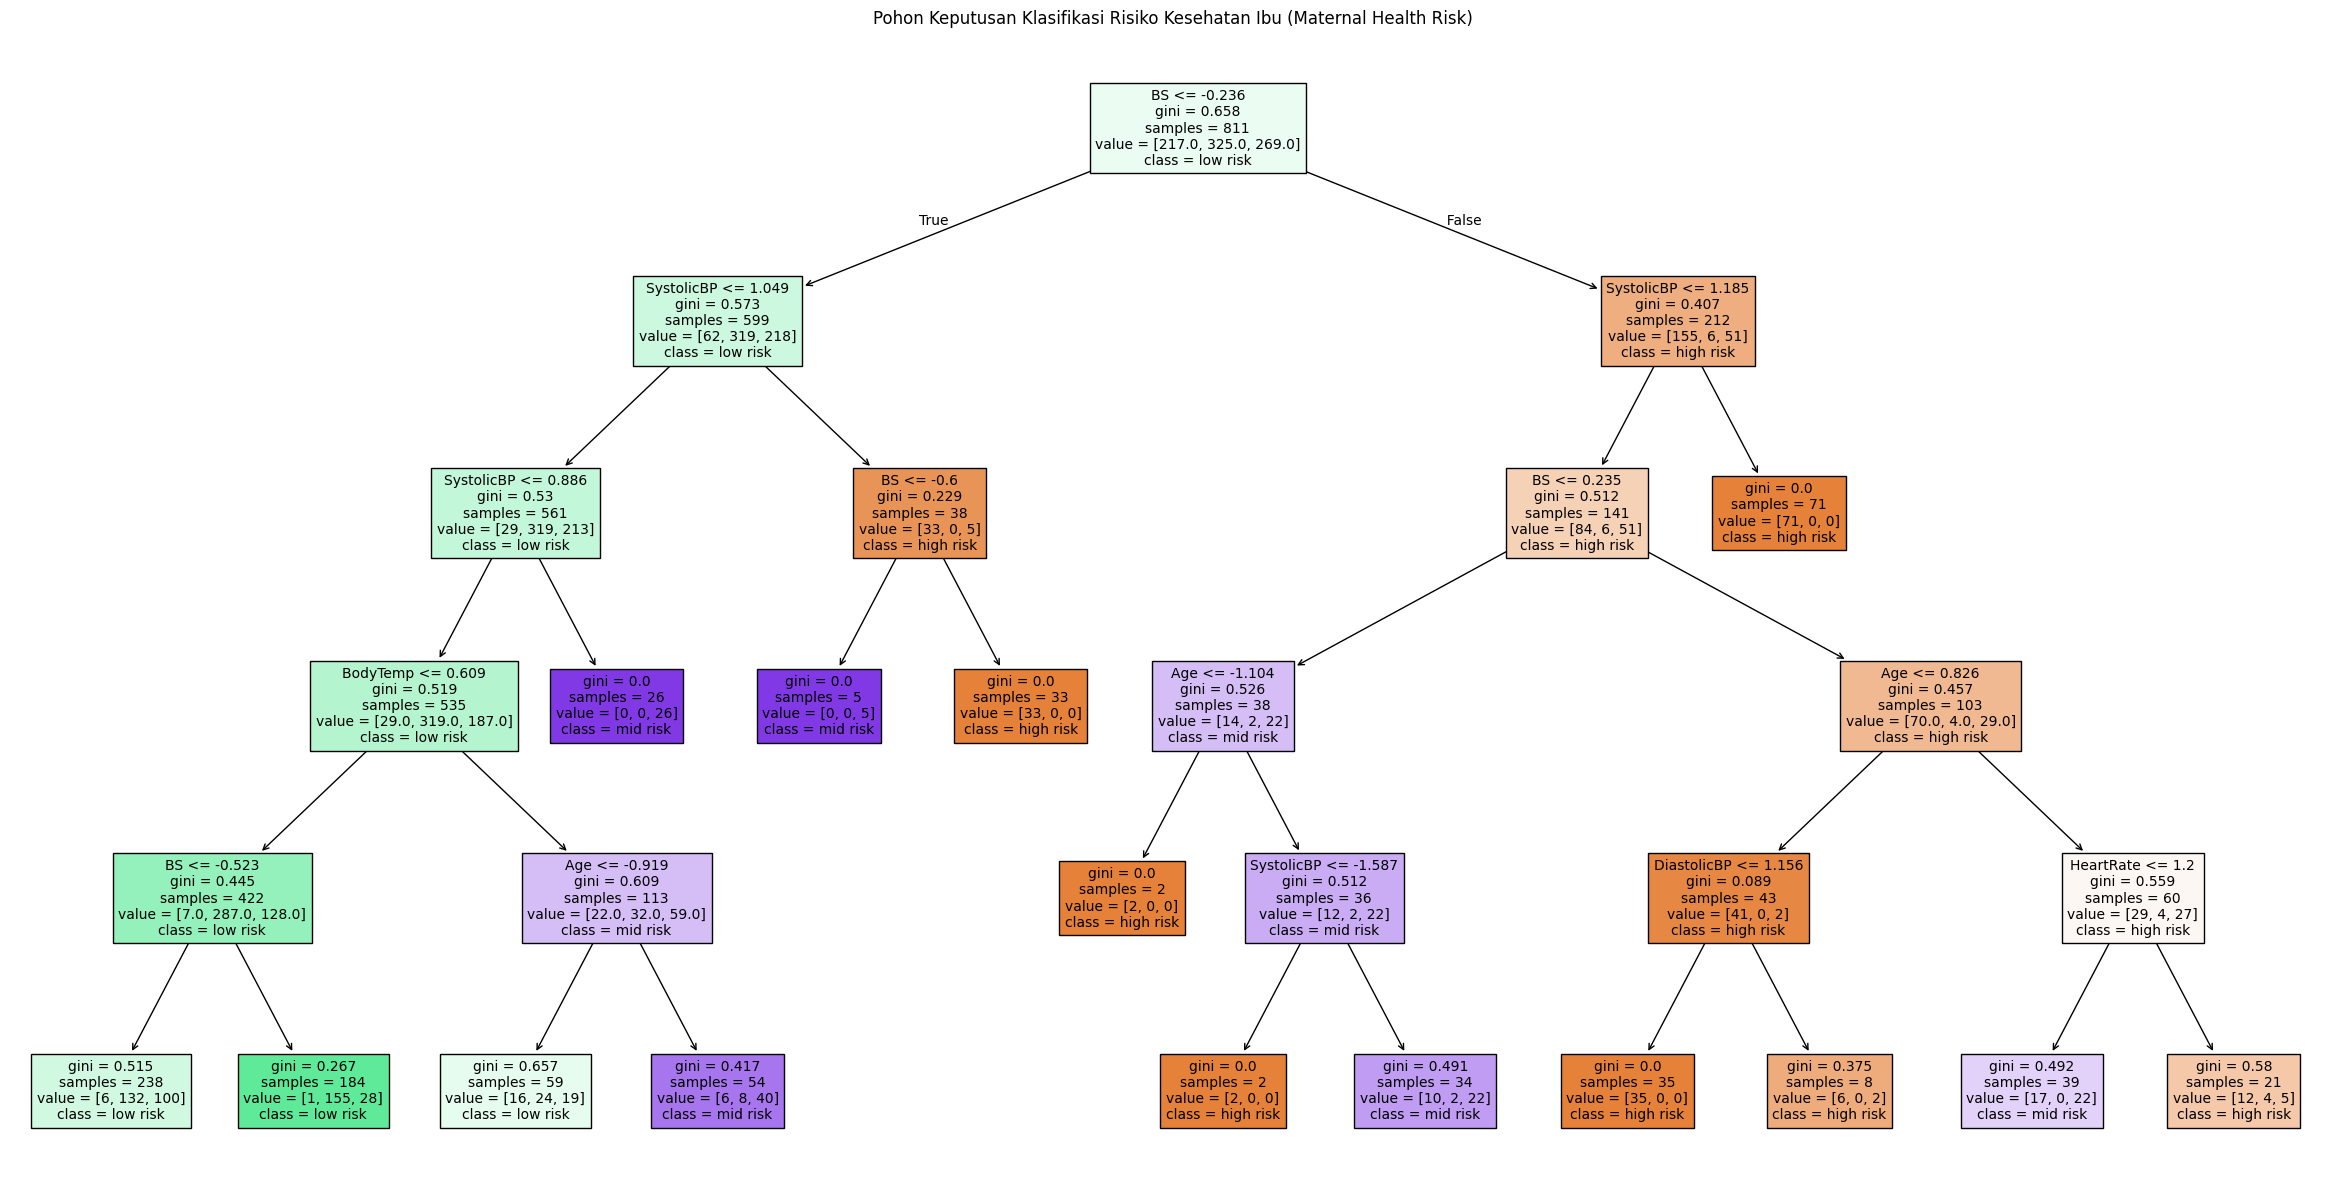 Pohon Keputusan Klasifikasi Risiko Kesehatan Ibu (Maternal Health Risk)
BS <= -0.236
gini = 0.658
samples = 811
value = [217.0, 325.0, 269.0]
class = low risk
True
False
SystolicBP <= 1.049
gini = 0.573
samples = 599
value = [62, 319, 218]
class = low risk
SystolicBP <= 1.185
gini = 0.407
samples = 212
value = [155, 6, 51]
class = high risk
SystolicBP <= 0.886
gini = 0.53
samples = 561
value = [29, 319, 213]
class = low risk
BS <= -0.6
gini = 0.229
samples = 38
value = [33, 0, 5]
class = high risk
BS <= 0.235
gini = 0.512
samples = 141
value = [84, 6, 51]
class = high risk
gini = 0.0
samples = 71
value = [71, 0, 0]
class = high risk
BodyTemp <= 0.609
gini = 0.519
samples = 535
value = [29.0, 319.0, 187.0]
class = low risk
gini = 0.0
samples = 26
value = [0, 0, 26]
class = mid risk
gini = 0.0
samples = 5
value = [0, 0, 5]
class = mid risk
gini = 0.0
samples = 33
value = [33, 0, 0]
class = high risk
Age <= -1.104
gini = 0.526
samples = 38
value = [14, 2, 22]
class = mid risk
Age <= 0.826
gini = 0.457
samples = 103
value = [70.0, 4.0, 29.0]
class = high risk
BS <= -0.523
gini = 0.445
samples = 422
value = [7.0, 287.0, 128.0]
class = low risk
Age <= -0.919
gini = 0.609
samples = 113
value = [22.0, 32.0, 59.0]
class = mid risk
gini = 0.0
samples = 2
value = [2, 0, 0]
class = high risk
SystolicBP <= -1.587
gini = 0.512
samples = 36
value = [12, 2, 22]
class = mid risk
DiastolicBP <= 1.156
gini = 0.089
samples = 43
value = [41, 0, 2]
class = high risk
HeartRate <= 1.2
gini = 0.559
samples = 60
value = [29, 4, 27]
class = high risk
gini = 0.515
samples = 238
value = [6, 132, 100]
class = low risk
gini = 0.267
samples = 184
value = [1, 155, 28]
class = low risk
gini = 0.657
samples = 59
value = [16, 24, 19]
class = low risk
gini = 0.417
samples = 54
value = [6, 8, 40]
class = mid risk
gini = 0.0
samples = 2
value = [2, 0, 0]
class = high risk
gini = 0.491
samples = 34
value = [10, 2, 22]
class = mid risk
gini = 0.0
samples = 35
value = [35, 0, 0]
class = high risk
gini = 0.375
samples = 8
value = [6, 0, 2]
class = high risk
gini = 0.492
samples = 39
value = [17, 0, 22]
class = mid risk
gini = 0.58
samples = 21
value = [12, 4, 5]
class = high risk